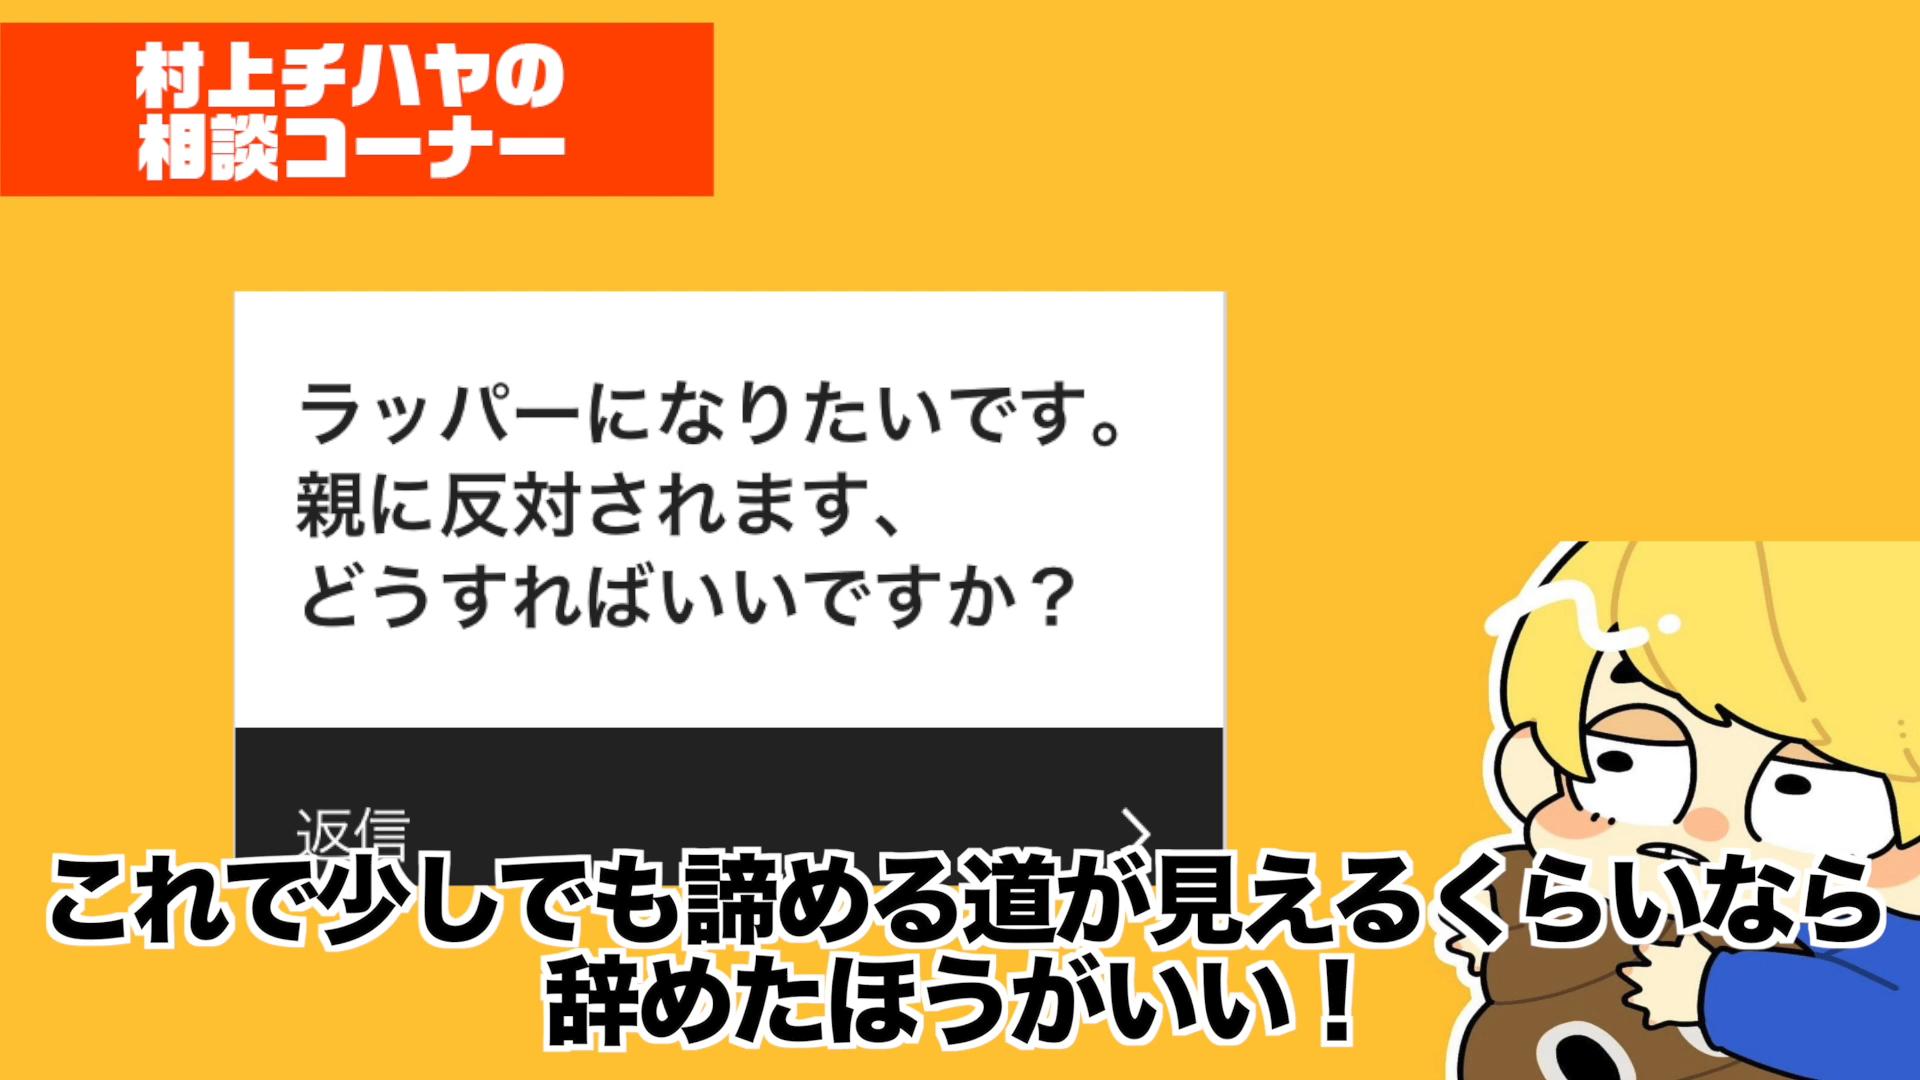 村上チハヤの
相談コーナー
ラッパーになりたいです。
親に反対されます、
どうすればいいですか？
返信
これで少しでも諦める道が見えるくらいなら
辞めたほうがいい！